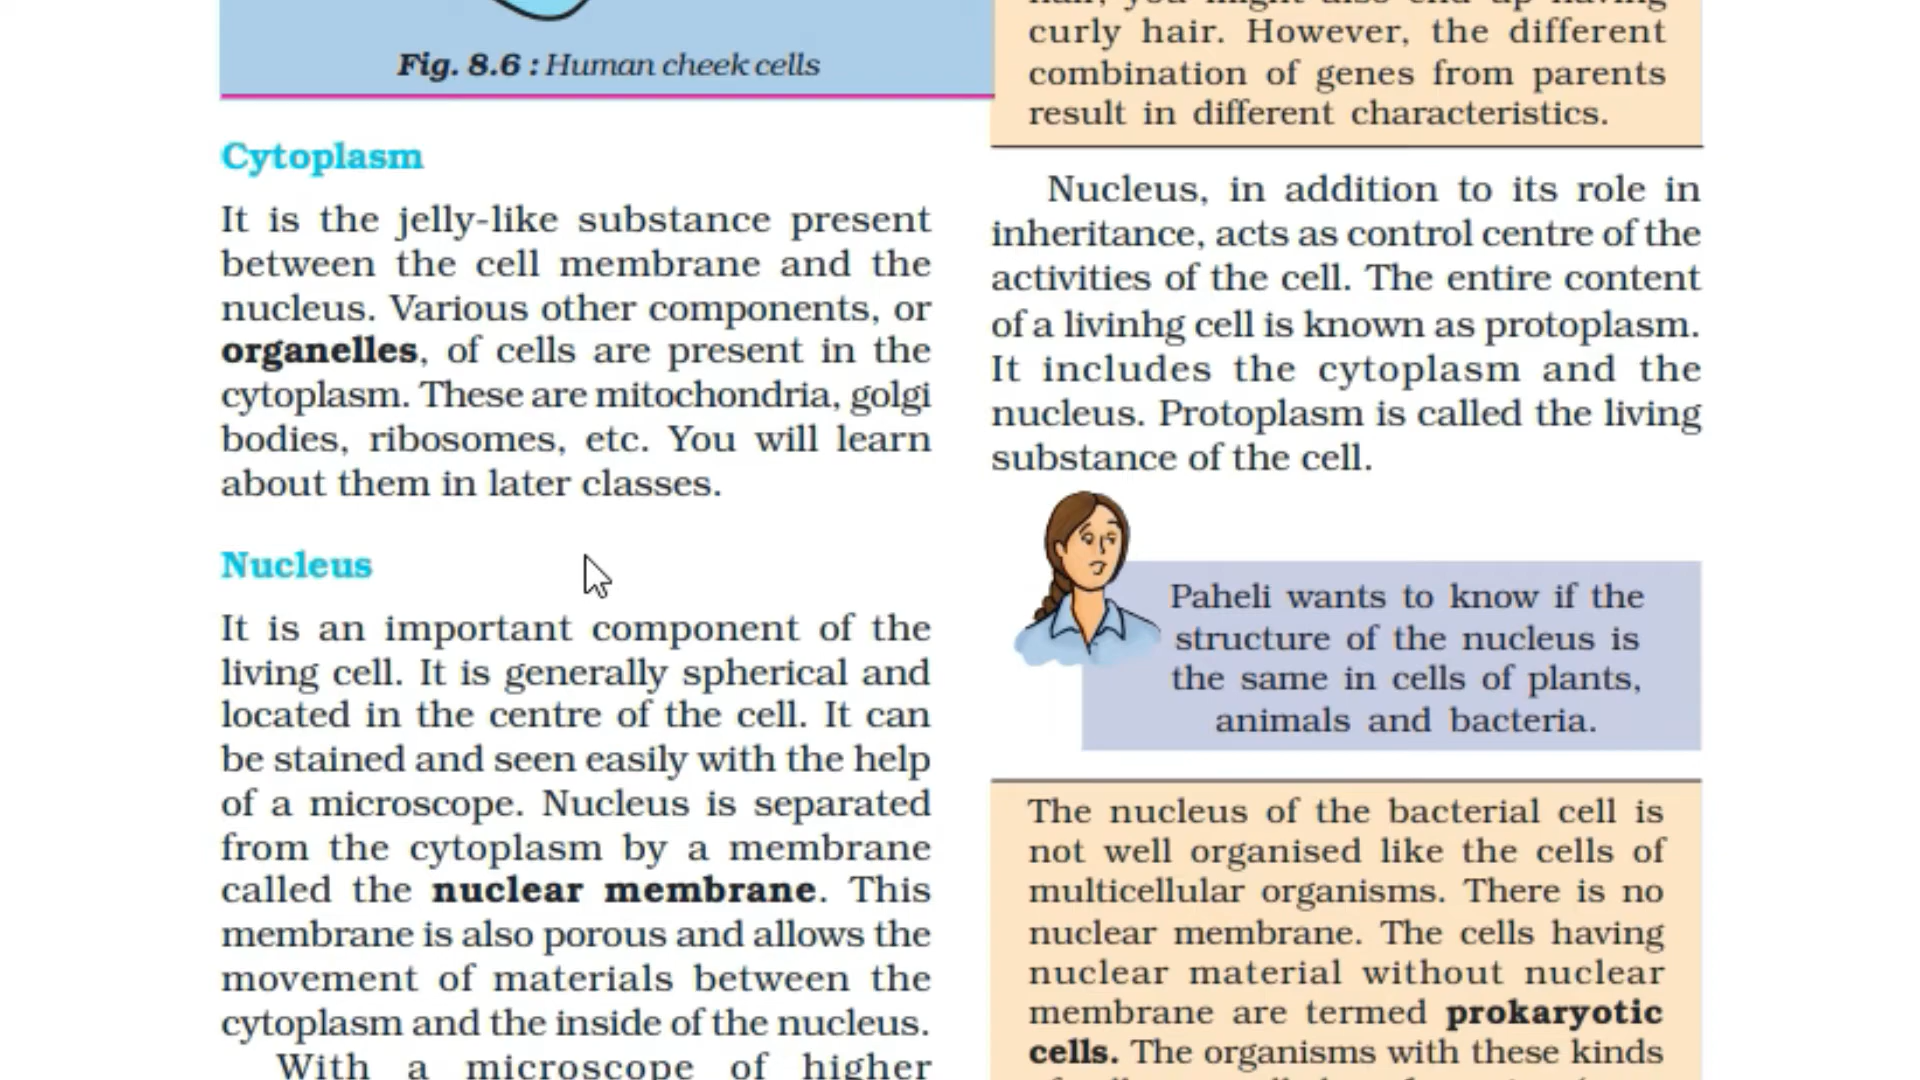 Fig. 8.6 : Human cheek cells
Cytoplasm
It is the jelly-like substance present
between the cell membrane and the
nucleus. Various other components, or
organelles, of cells are present in the
cytoplasm. These are mitochondria, golgi
bodies, ribosomes, etc. You will learn
about them in later classes.
Nucleus
It is an important component of the
living cell. It is generally spherical and
located in the centre of the cell. It can
be stained and seen easily with the help
of a microscope. Nucleus is separated
from the cytoplasm by a membrane
called the nuclear membrane. This
membrane is also porous and allows the
movement of materials between the
cytoplasm and the inside of the nucleus.
With a microscope of higher
hair, you might also end up having
curly hair. However, the different
combination of genes from parents
result in different characteristics.
Nucleus, in addition to its role in
inheritance, acts as control centre of the
activities of the cell. The entire content
of a livinhg cell is known as protoplasm.
It includes the cytoplasm and the
nucleus. Protoplasm is called the living
substance of the cell.
Paheli wants to know if the
structure of the nucleus is
the same in cells of plants,
animals and bacteria.
The nucleus of the bacterial cell is
not well organised like the cells of
multicellular organisms. There is no
nuclear membrane. The cells having
nuclear material without nuclear
membrane are termed prokaryotic
cells. The organisms with these kinds